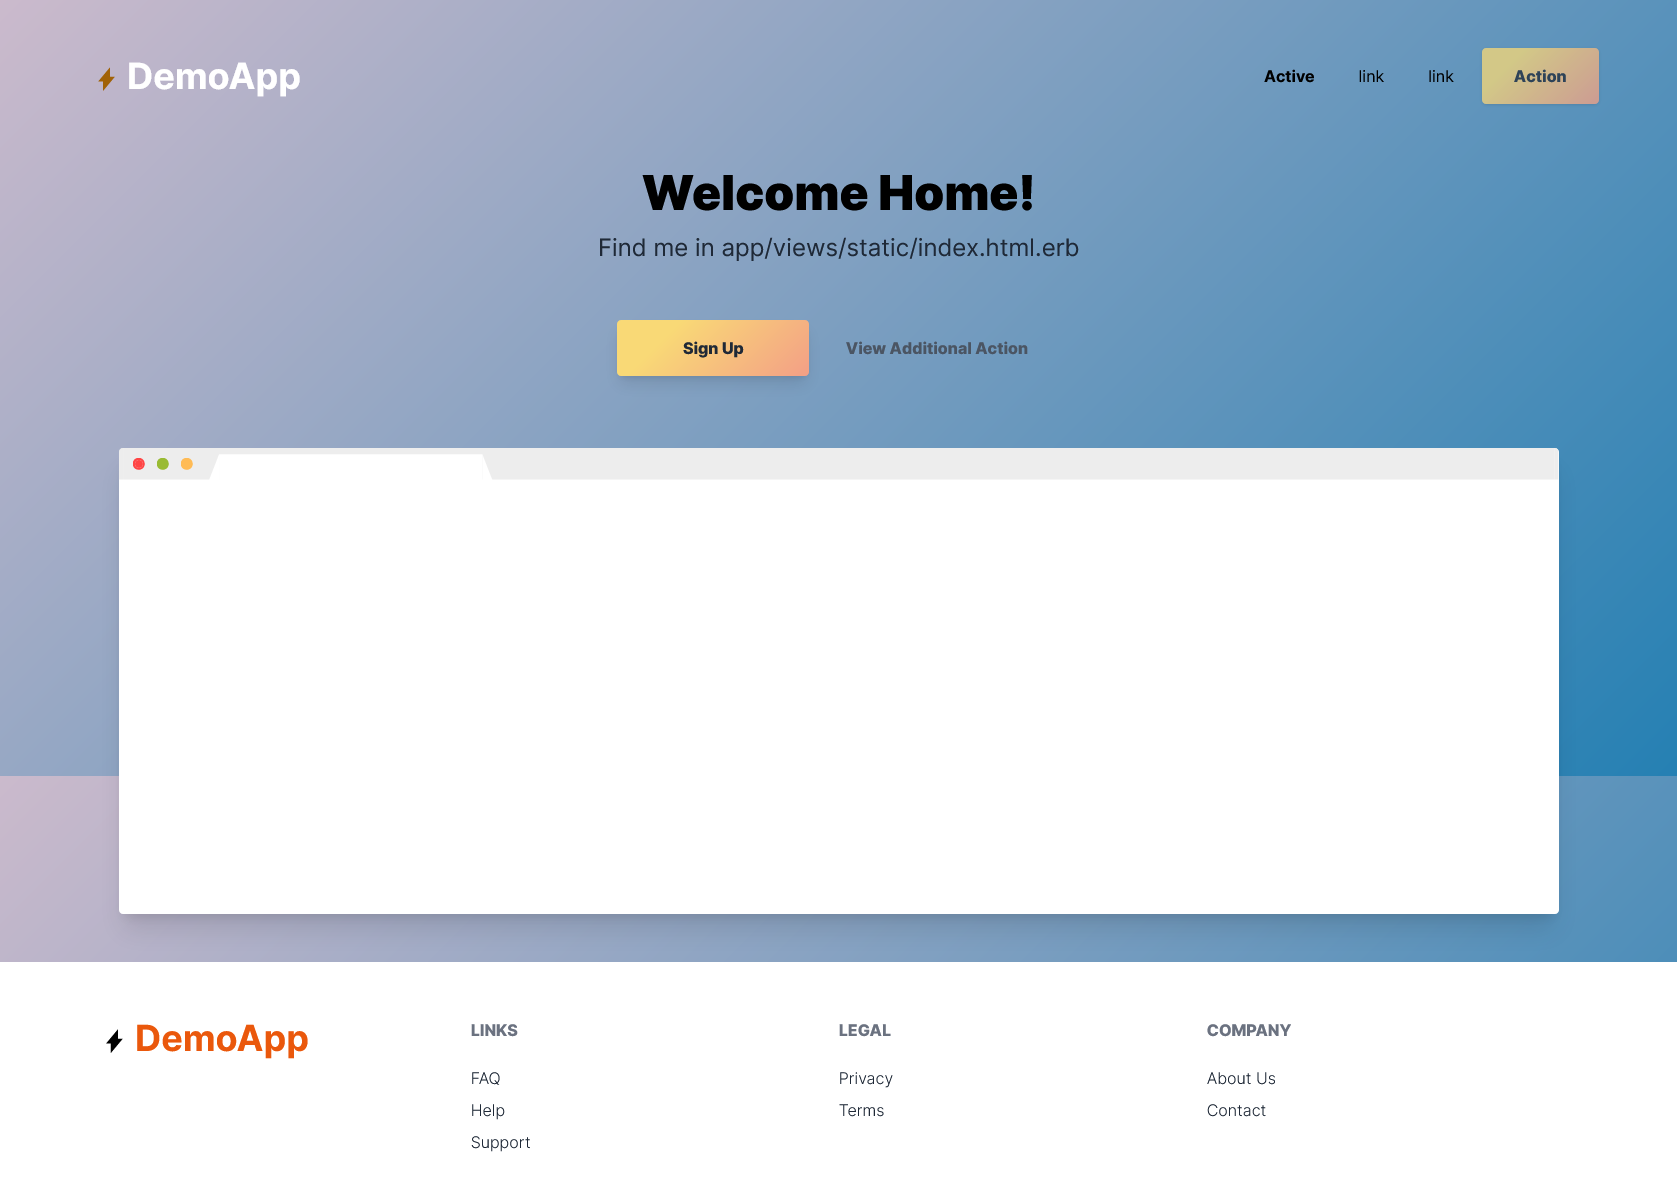 DemoApp
Active link link Action
Welcome Home!
Find me in app/views/static/index.html.erb
Sign Up View Additional Action
DemoApp
LINKS
FAQ
Help
Support
LEGAL
Privacy
Terms
COMPANY
About Us
Contact